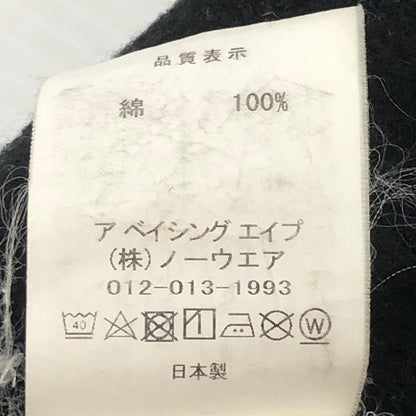 品質表示
綿 100%
ア ベイシング エイプ
(株)ノーウエア
012-013-1993
40 W
日本製